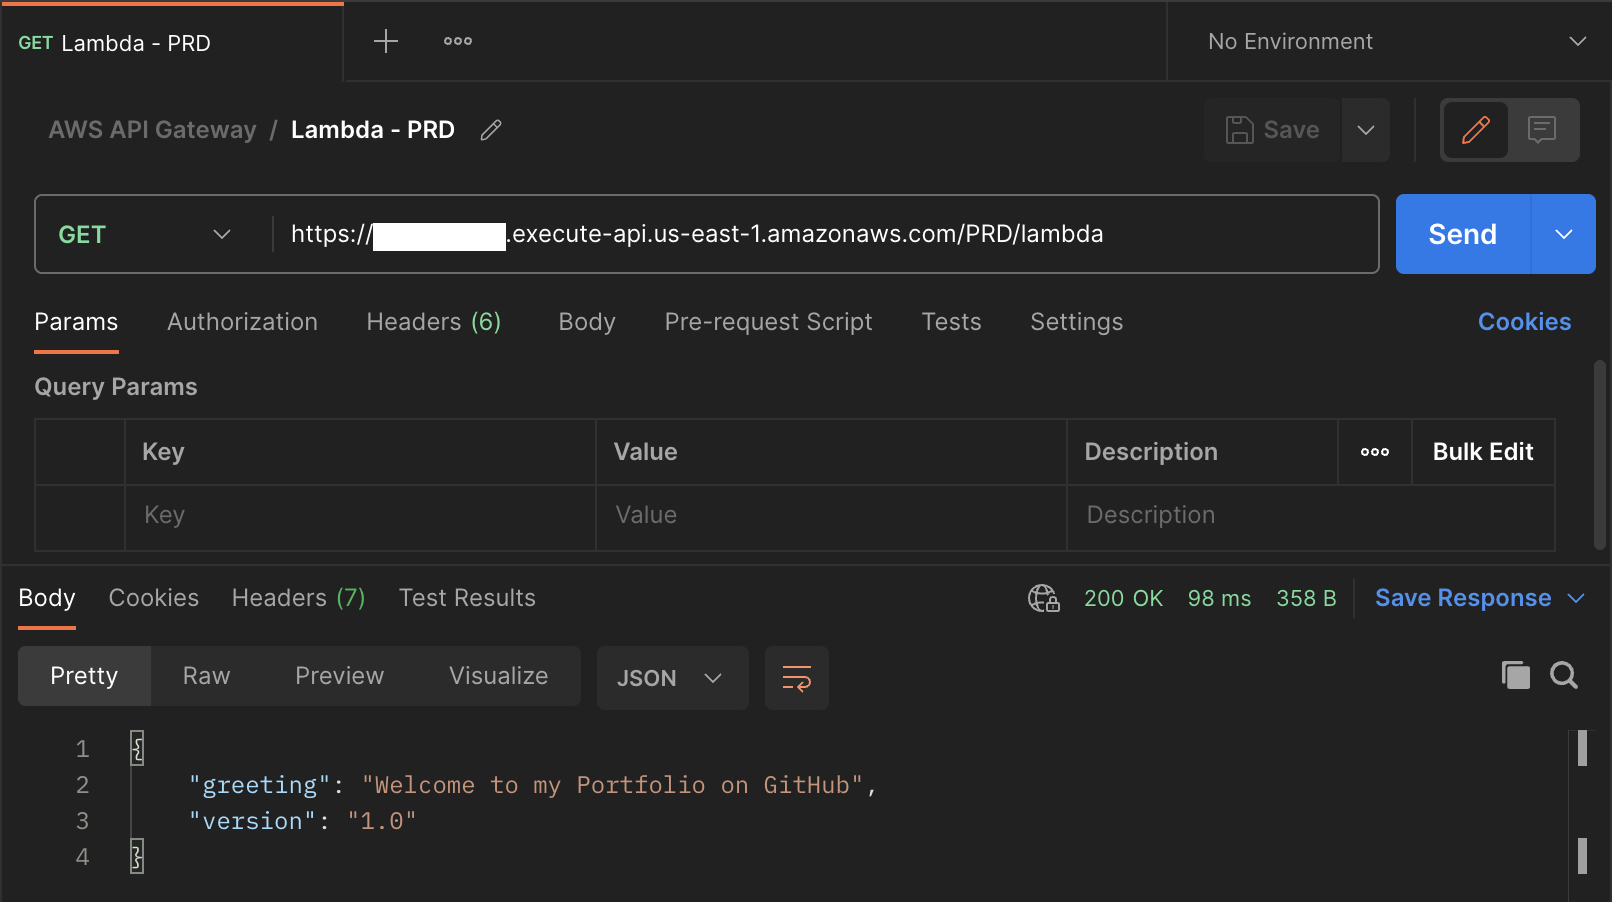 GET Lambda - PRD
No Environment
AWS API Gateway / Lambda - PRD
Save
GET
https://
.execute-api.us-east-1.amazonaws.com/PRD/lambda
Send
Params Authorization Headers (6) Body Pre-request Script Tests Settings Cookies
Query Params
Key Value Description Bulk Edit
Key Value Description
Body Cookies Headers (7) Test Results 200 OK 98 ms 358 B Save Response
Pretty Raw Preview Visualize JSON
1 {
2 "greeting": "Welcome to my Portfolio on GitHub",
3 "version": "1.0"
4 }